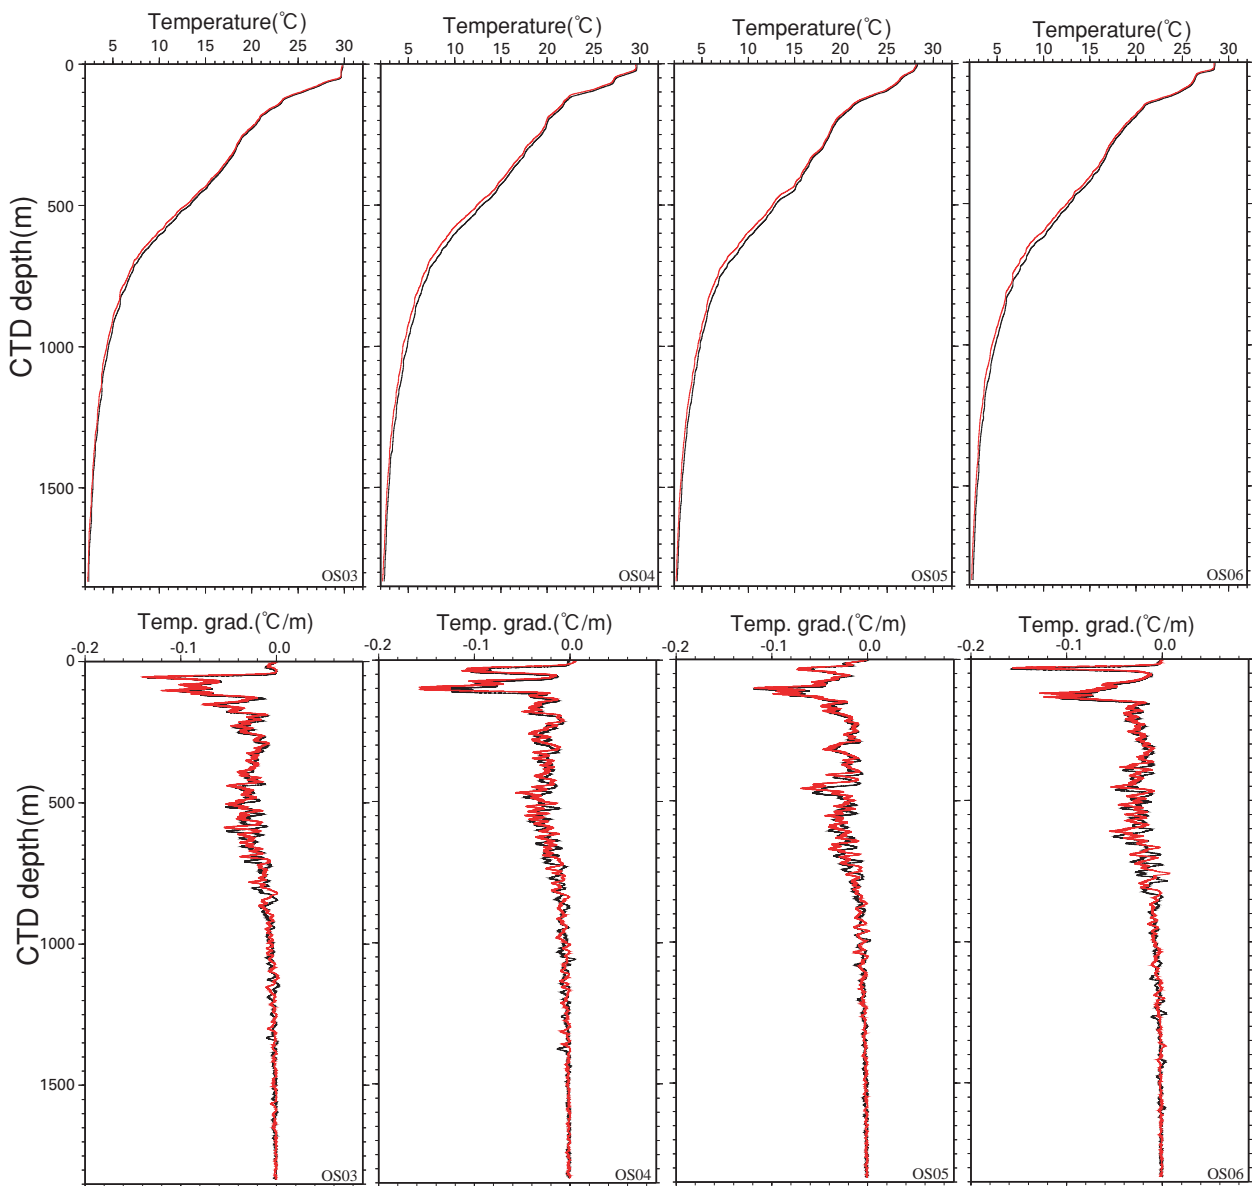 Temperature(℃) Temperature(℃) Temperature(℃) Temperature(℃)
5 10 15 20 25 30 5 10 15 20 25 30 5 10 15 20 25 30 5 10 15 20 25 30
0
500
1000
1500
CTD depth(m)
OS03 OS04 OS05 OS06
Temp. grad.(℃/m) Temp. grad.(℃/m) Temp. grad.(℃/m) Temp. grad.(℃/m)
-0.2 -0.1 0.0 -0.2 -0.1 0.0 -0.2 -0.1 0.0 -0.2 -0.1 0.0
0
500
1000
1500
CTD depth(m)
OS03 OS04 OS05 OS06